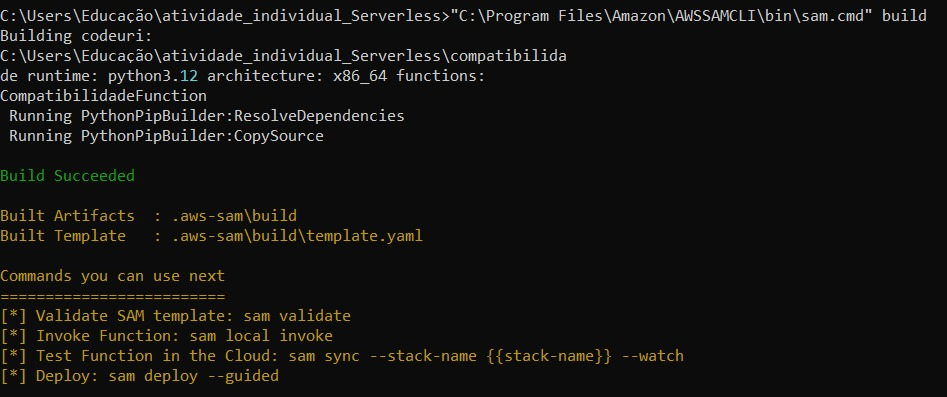 C:\Users\Educação\atividade_individual_Serverless>"C:\Program Files\Amazon\AWSSAMCLI\bin\sam.cmd" build
Building codeuri:
C:\Users\Educação\atividade_individual_Serverless\compatibilida
de runtime: python3.12 architecture: x86_64 functions:
CompatibilidadeFunction
 Running PythonPipBuilder:ResolveDependencies
 Running PythonPipBuilder:CopySource

Build Succeeded

Built Artifacts  : .aws-sam\build
Built Template   : .aws-sam\build\template.yaml

Commands you can use next
=========================
[*] Validate SAM template: sam validate
[*] Invoke Function: sam local invoke
[*] Test Function in the Cloud: sam sync --stack-name {{stack-name}} --watch
[*] Deploy: sam deploy --guided